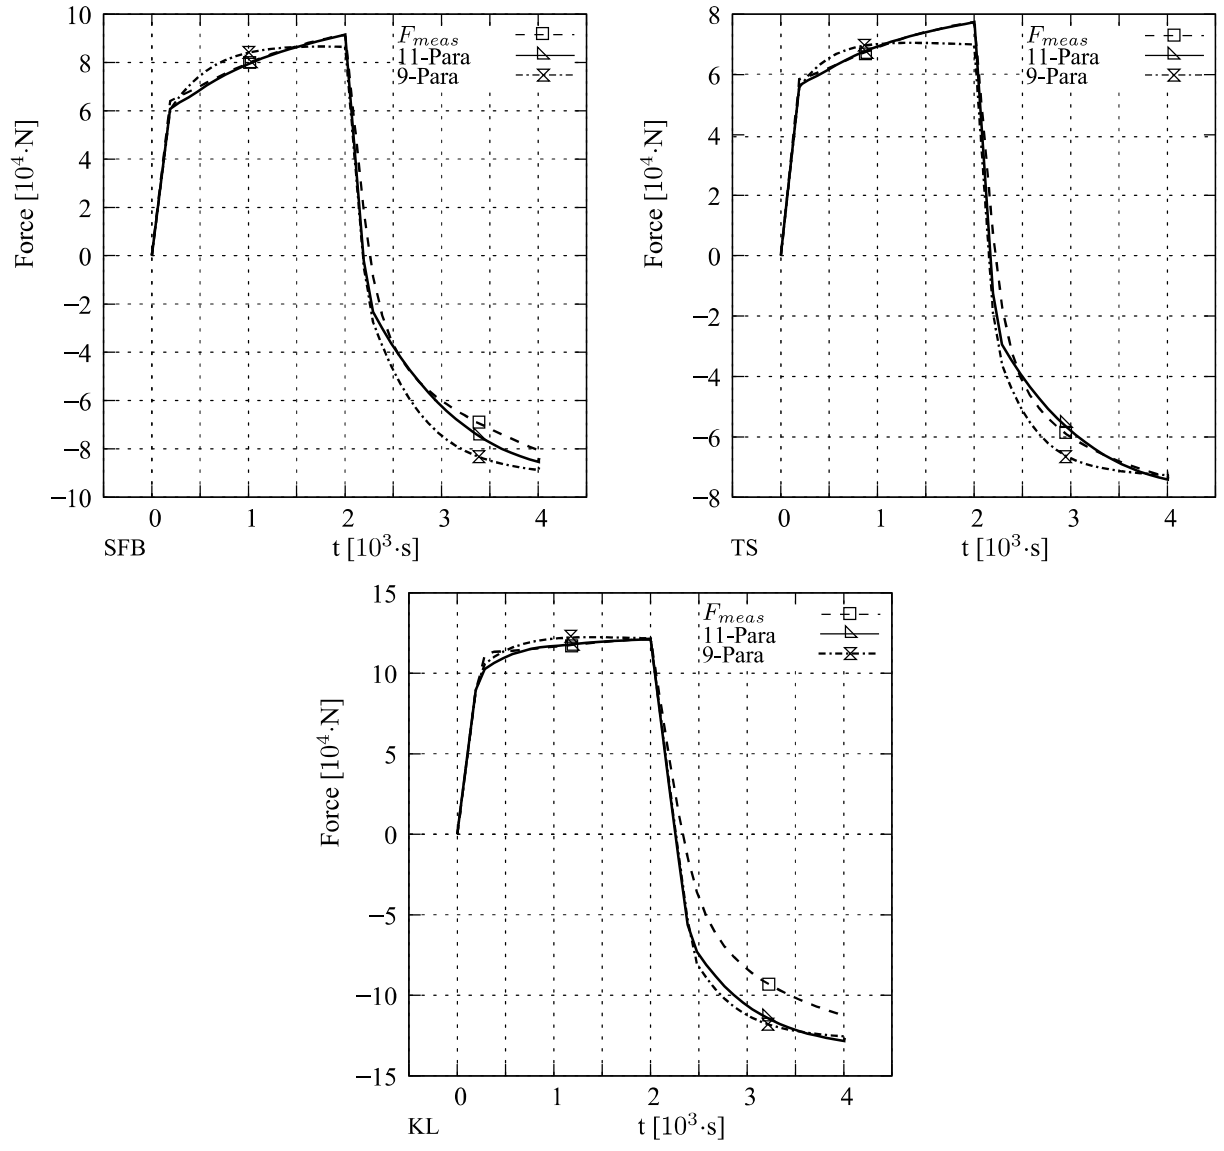 10
8
6
4
2
0
−2
−4
−6
−8
−10
Force [10⁴·N]
F_meas
11-Para
9-Para
0 1 2 3 4
SFB t [10³·s]
8
6
4
2
0
−2
−4
−6
−8
Force [10⁴·N]
F_meas
11-Para
9-Para
0 1 2 3 4
TS t [10³·s]
15
10
5
0
−5
−10
−15
Force [10⁴·N]
F_meas
11-Para
9-Para
0 1 2 3 4
KL t [10³·s]